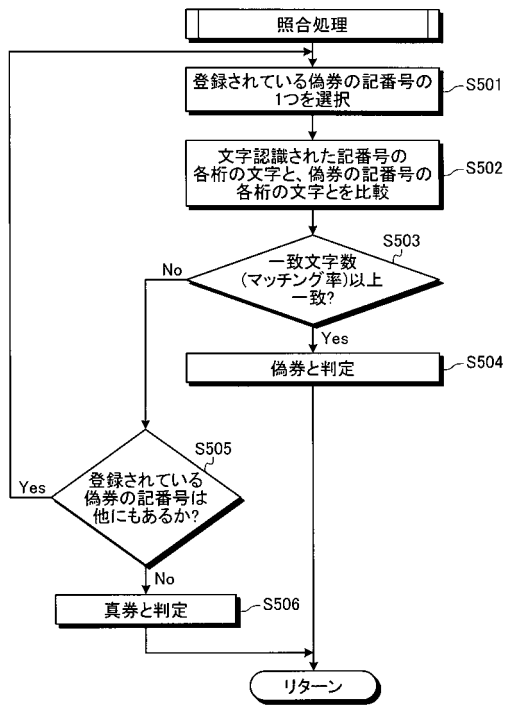 照合処理
登録されている偽券の記番号の
1つを選択
S501
文字認識された記番号の
各桁の文字と、偽券の記番号の
各桁の文字とを比較
S502
S503
一致文字数
(マッチング率)以上
一致?
No
Yes
偽券と判定
S504
S505
登録されている
偽券の記番号は
他にもあるか?
Yes
No
真券と判定
S506
リターン